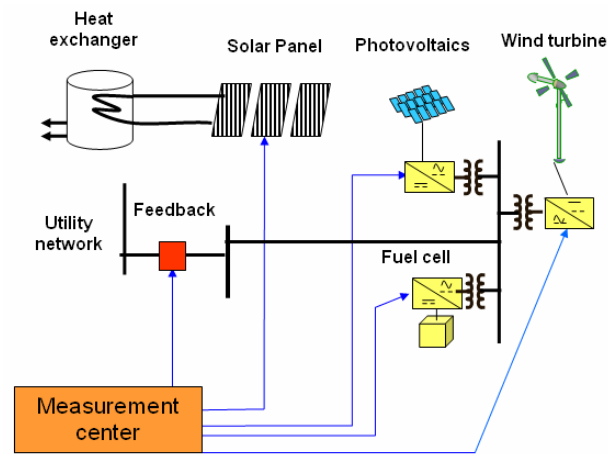 Heat
exchanger
Solar Panel
Photovoltaics
Wind turbine
Utility
network
Feedback
Fuel cell
Measurement
center